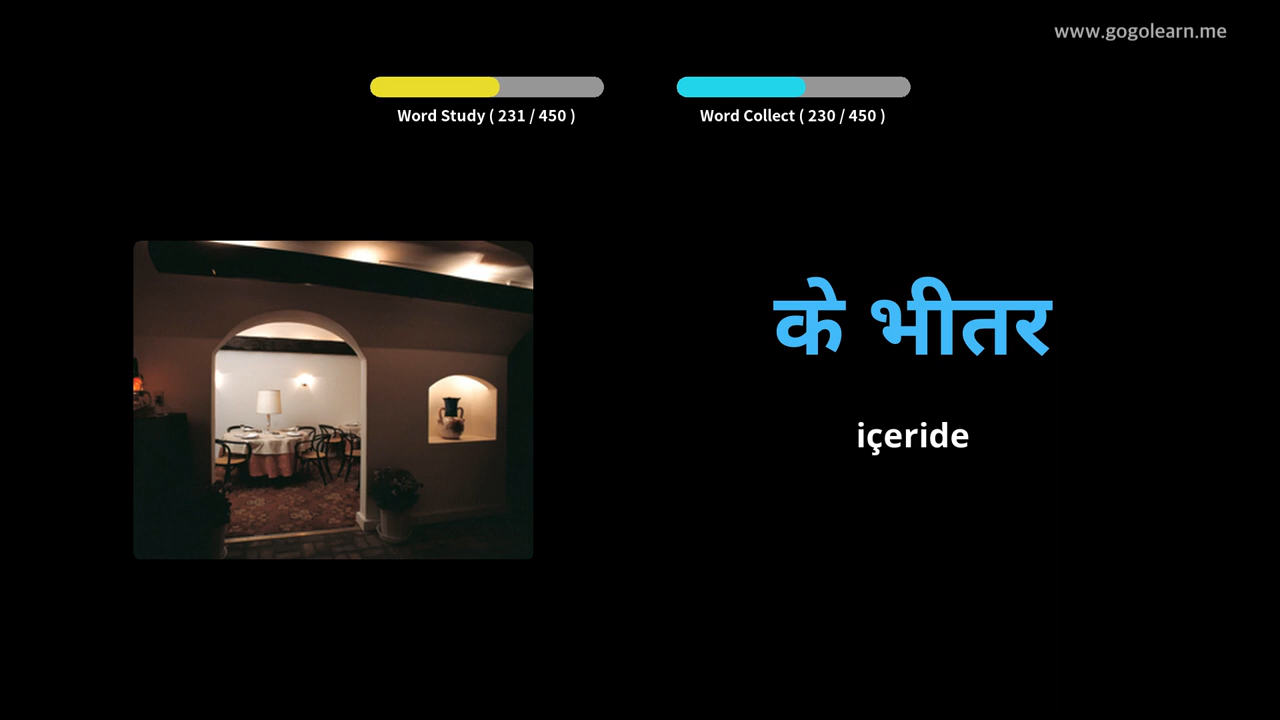 www.gogolearn.me
Word Study ( 231 / 450 )
Word Collect ( 230 / 450 )
के भीतर
içeride